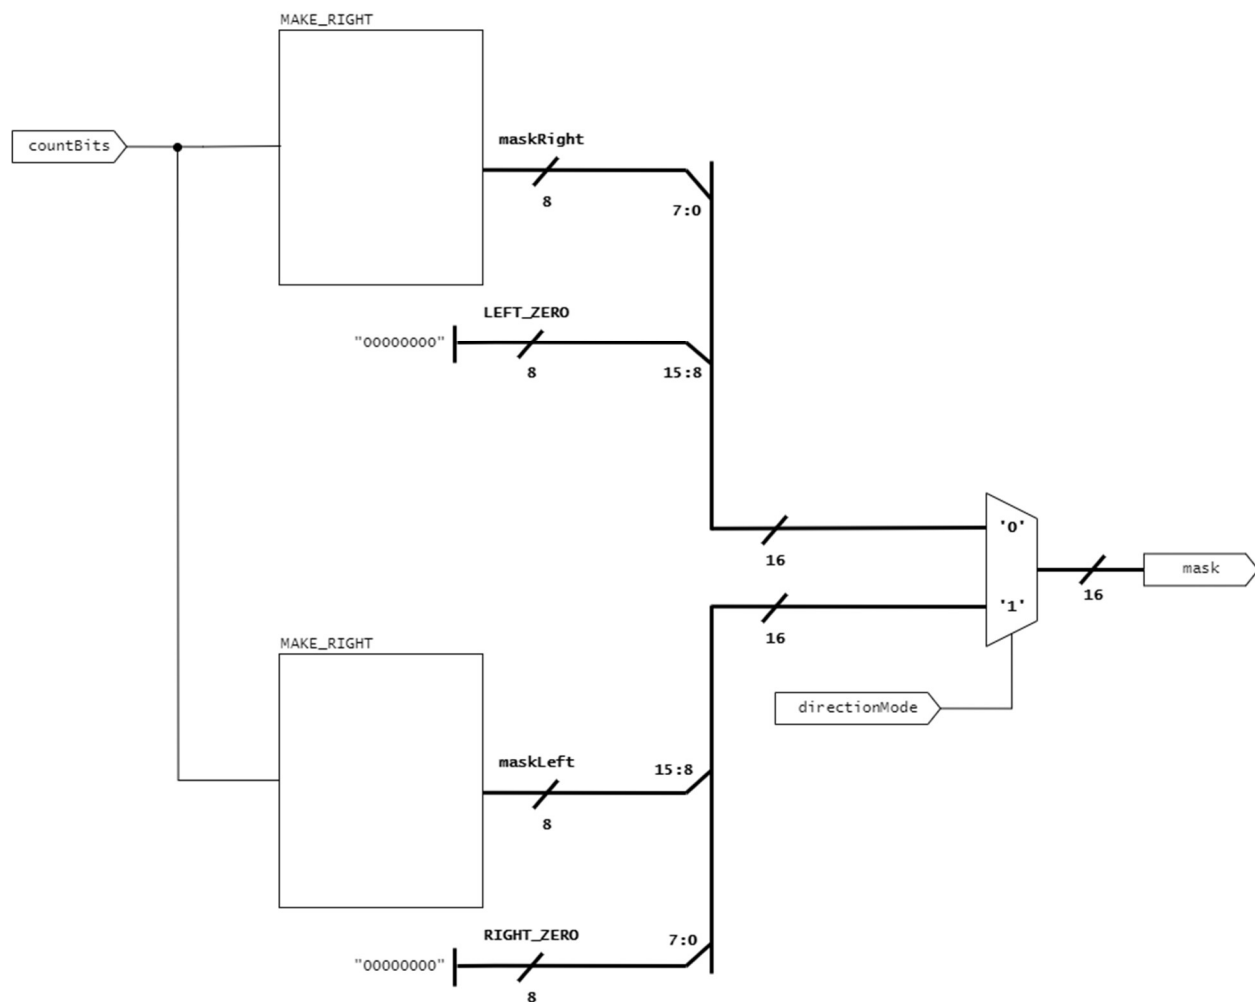 MAKE_RIGHT
countBits
maskRight
8
7:0
LEFT_ZERO
"00000000"
8
15:8
'0'
16
mask
16
'1'
16
MAKE_RIGHT
directionMode
maskLeft
15:8
8
RIGHT_ZERO
7:0
"00000000"
8